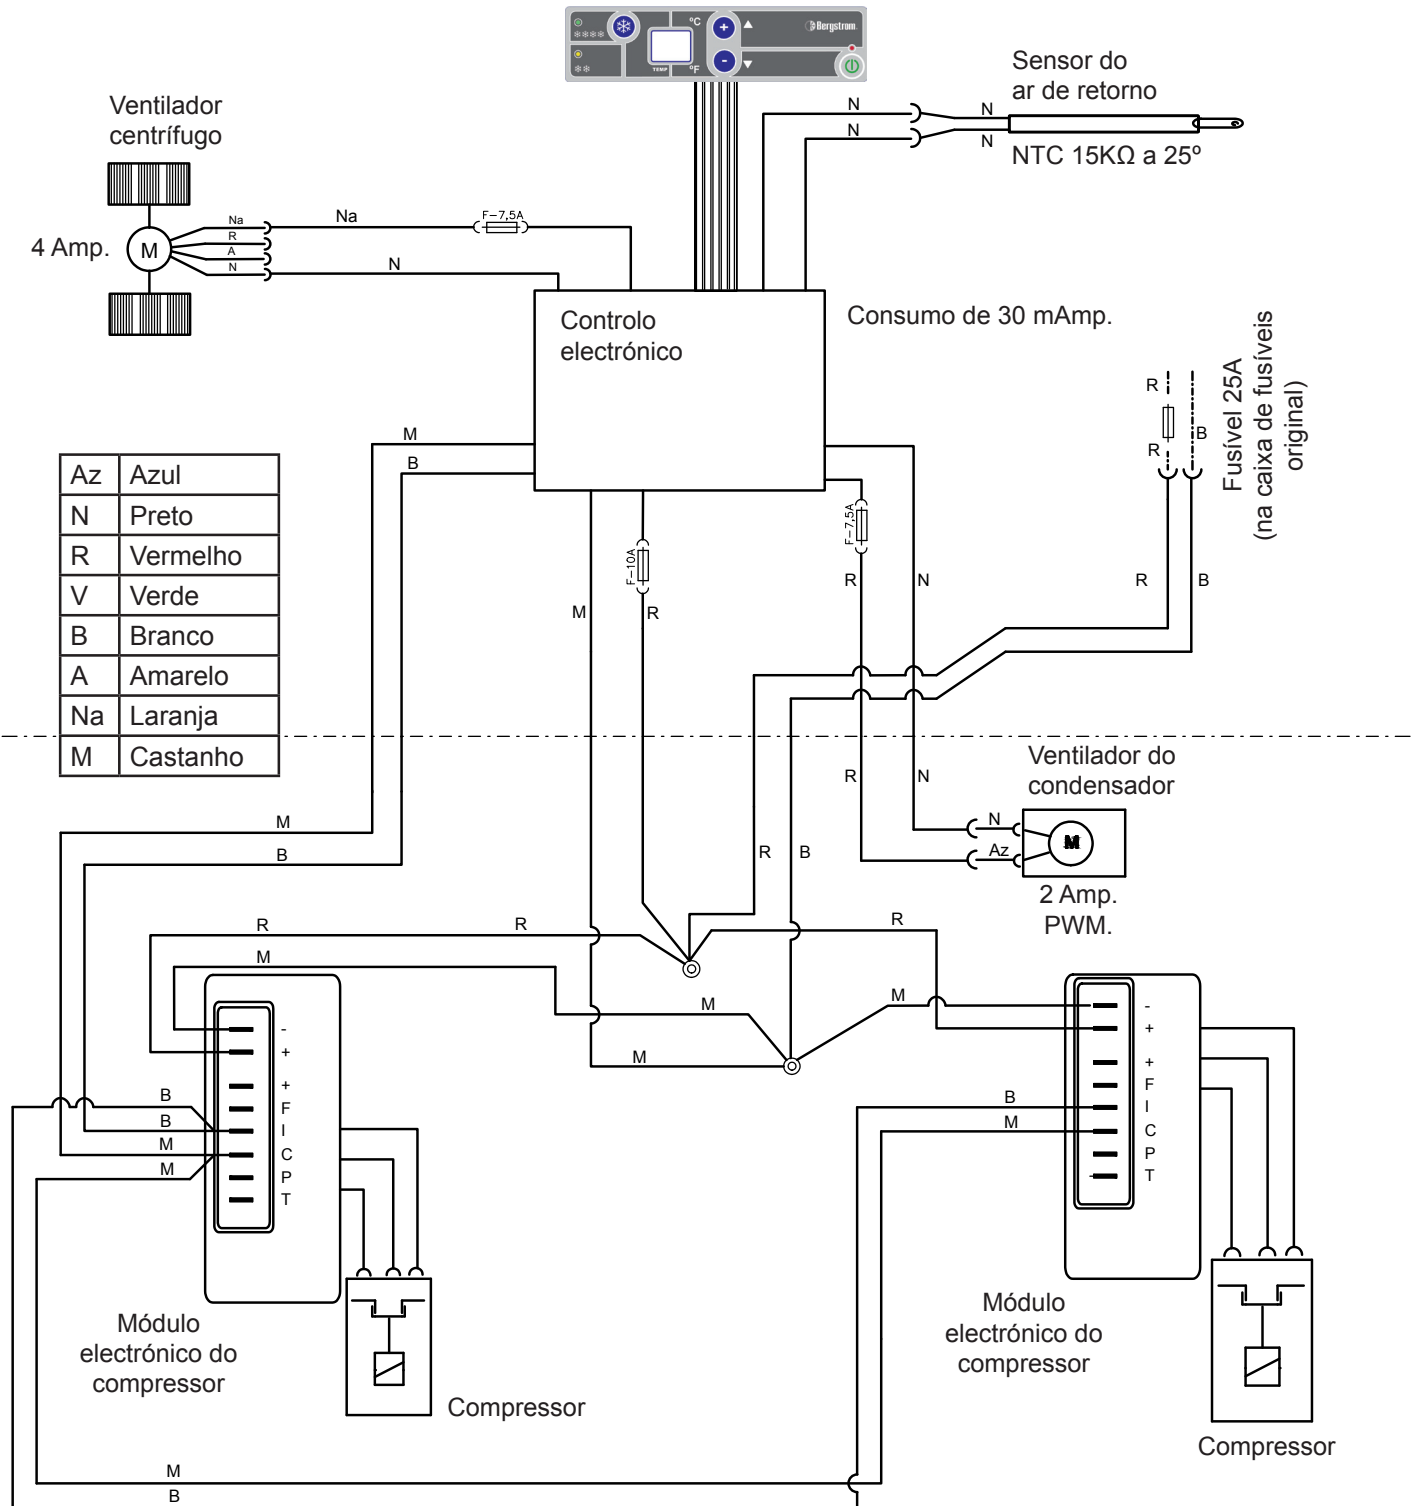 °C
Bergstrom
TEMP
°F
Sensor do
ar de retorno
N
N
N
N
NTC 15KΩ a 25º
Ventilador
centrífugo
4 Amp.
M
Na
R
A
N
Na
N
F-7,5A
Controlo
electrónico
Consumo de 30 mAmp.
Fusível 25A
(na caixa de fusíveis
original)
R
B
R
M
B
Az Azul
N Preto
R Vermelho
V Verde
B Branco
A Amarelo
Na Laranja
M Castanho
F-10A
F-7,5A
M
R
R
N
R
B
Ventilador do
condensador
R
N
M
B
R
B
N
Az
M
2 Amp.
PWM.
R
R
R
M
M
M
M
-
+
+
F
I
C
P
T
B
B
M
M
-
+
+
F
I
C
P
T
B
M
Módulo
electrónico do
compressor
Compressor
Módulo
electrónico do
compressor
Compressor
M
B